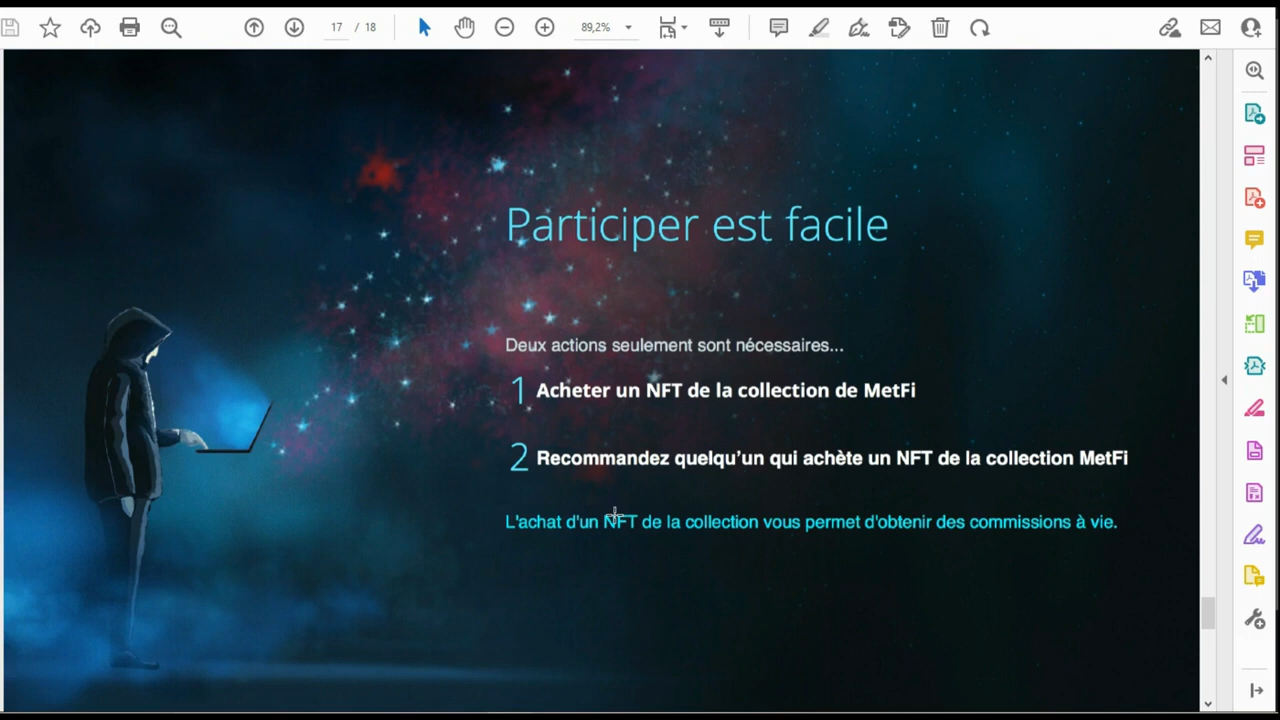 17 / 18
89,2%
Participer est facile
Deux actions seulement sont nécessaires...
1 Acheter un NFT de la collection de MetFi
2 Recommandez quelqu'un qui achète un NFT de la collection MetFi
L'achat d'un NFT de la collection vous permet d'obtenir des commissions à vie.